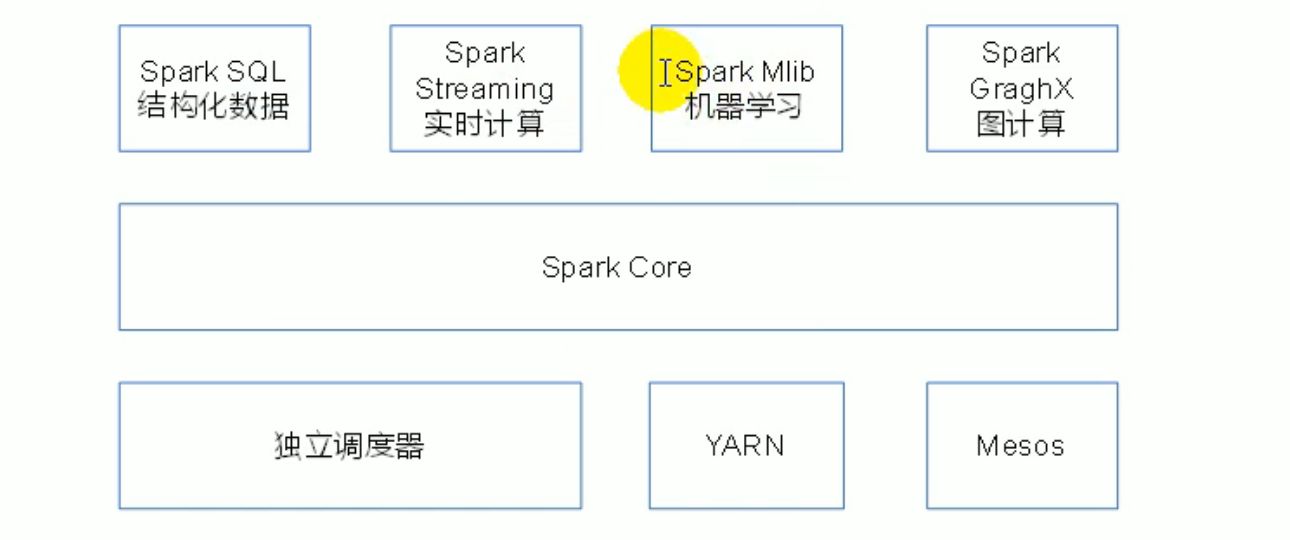 Spark SQL
结构化数据
Spark
Streaming
实时计算
Spark Mlib
机器学习
Spark
GraghX
图计算
Spark Core
独立调度器
YARN
Mesos